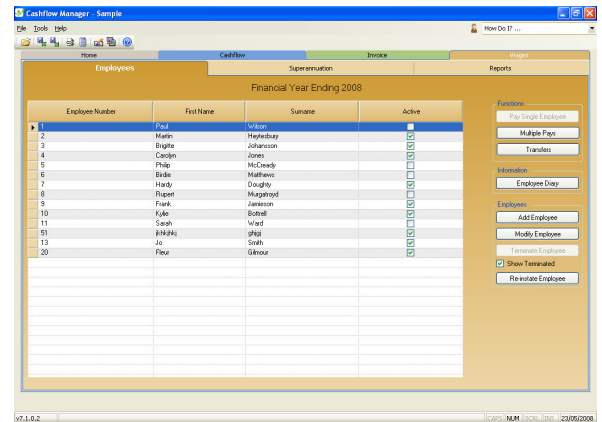 Cashflow Manager - Sample
File Tools Help
How Do I? ...
Home Cashflow Invoice Wages
Employees Superannuation Reports
Financial Year Ending 2008
Employee Number First Name Surname Active
1 Paul Wilson
2 Martin Heytesbury
3 Brigitte Johansson
4 Carolyn Jones
5 Philip McCready
6 Birdie Matthews
7 Hardy Doughty
8 Rupert Murgatroyd
9 Frank Jamieson
10 Kylie Bottrell
11 Sarah Ward
51 jkhkjhkj ghjgj
13 Jo Smith
20 Fleur Gilmour
Functions
Pay Single Employee
Multiple Pays
Transfers
Information
Employee Diary
Employees
Add Employee
Modify Employee
Terminate Employee
Show Terminated
Re-instate Employee
v7.1.0.2 CAPS NUM SCRL INS 23/05/2008